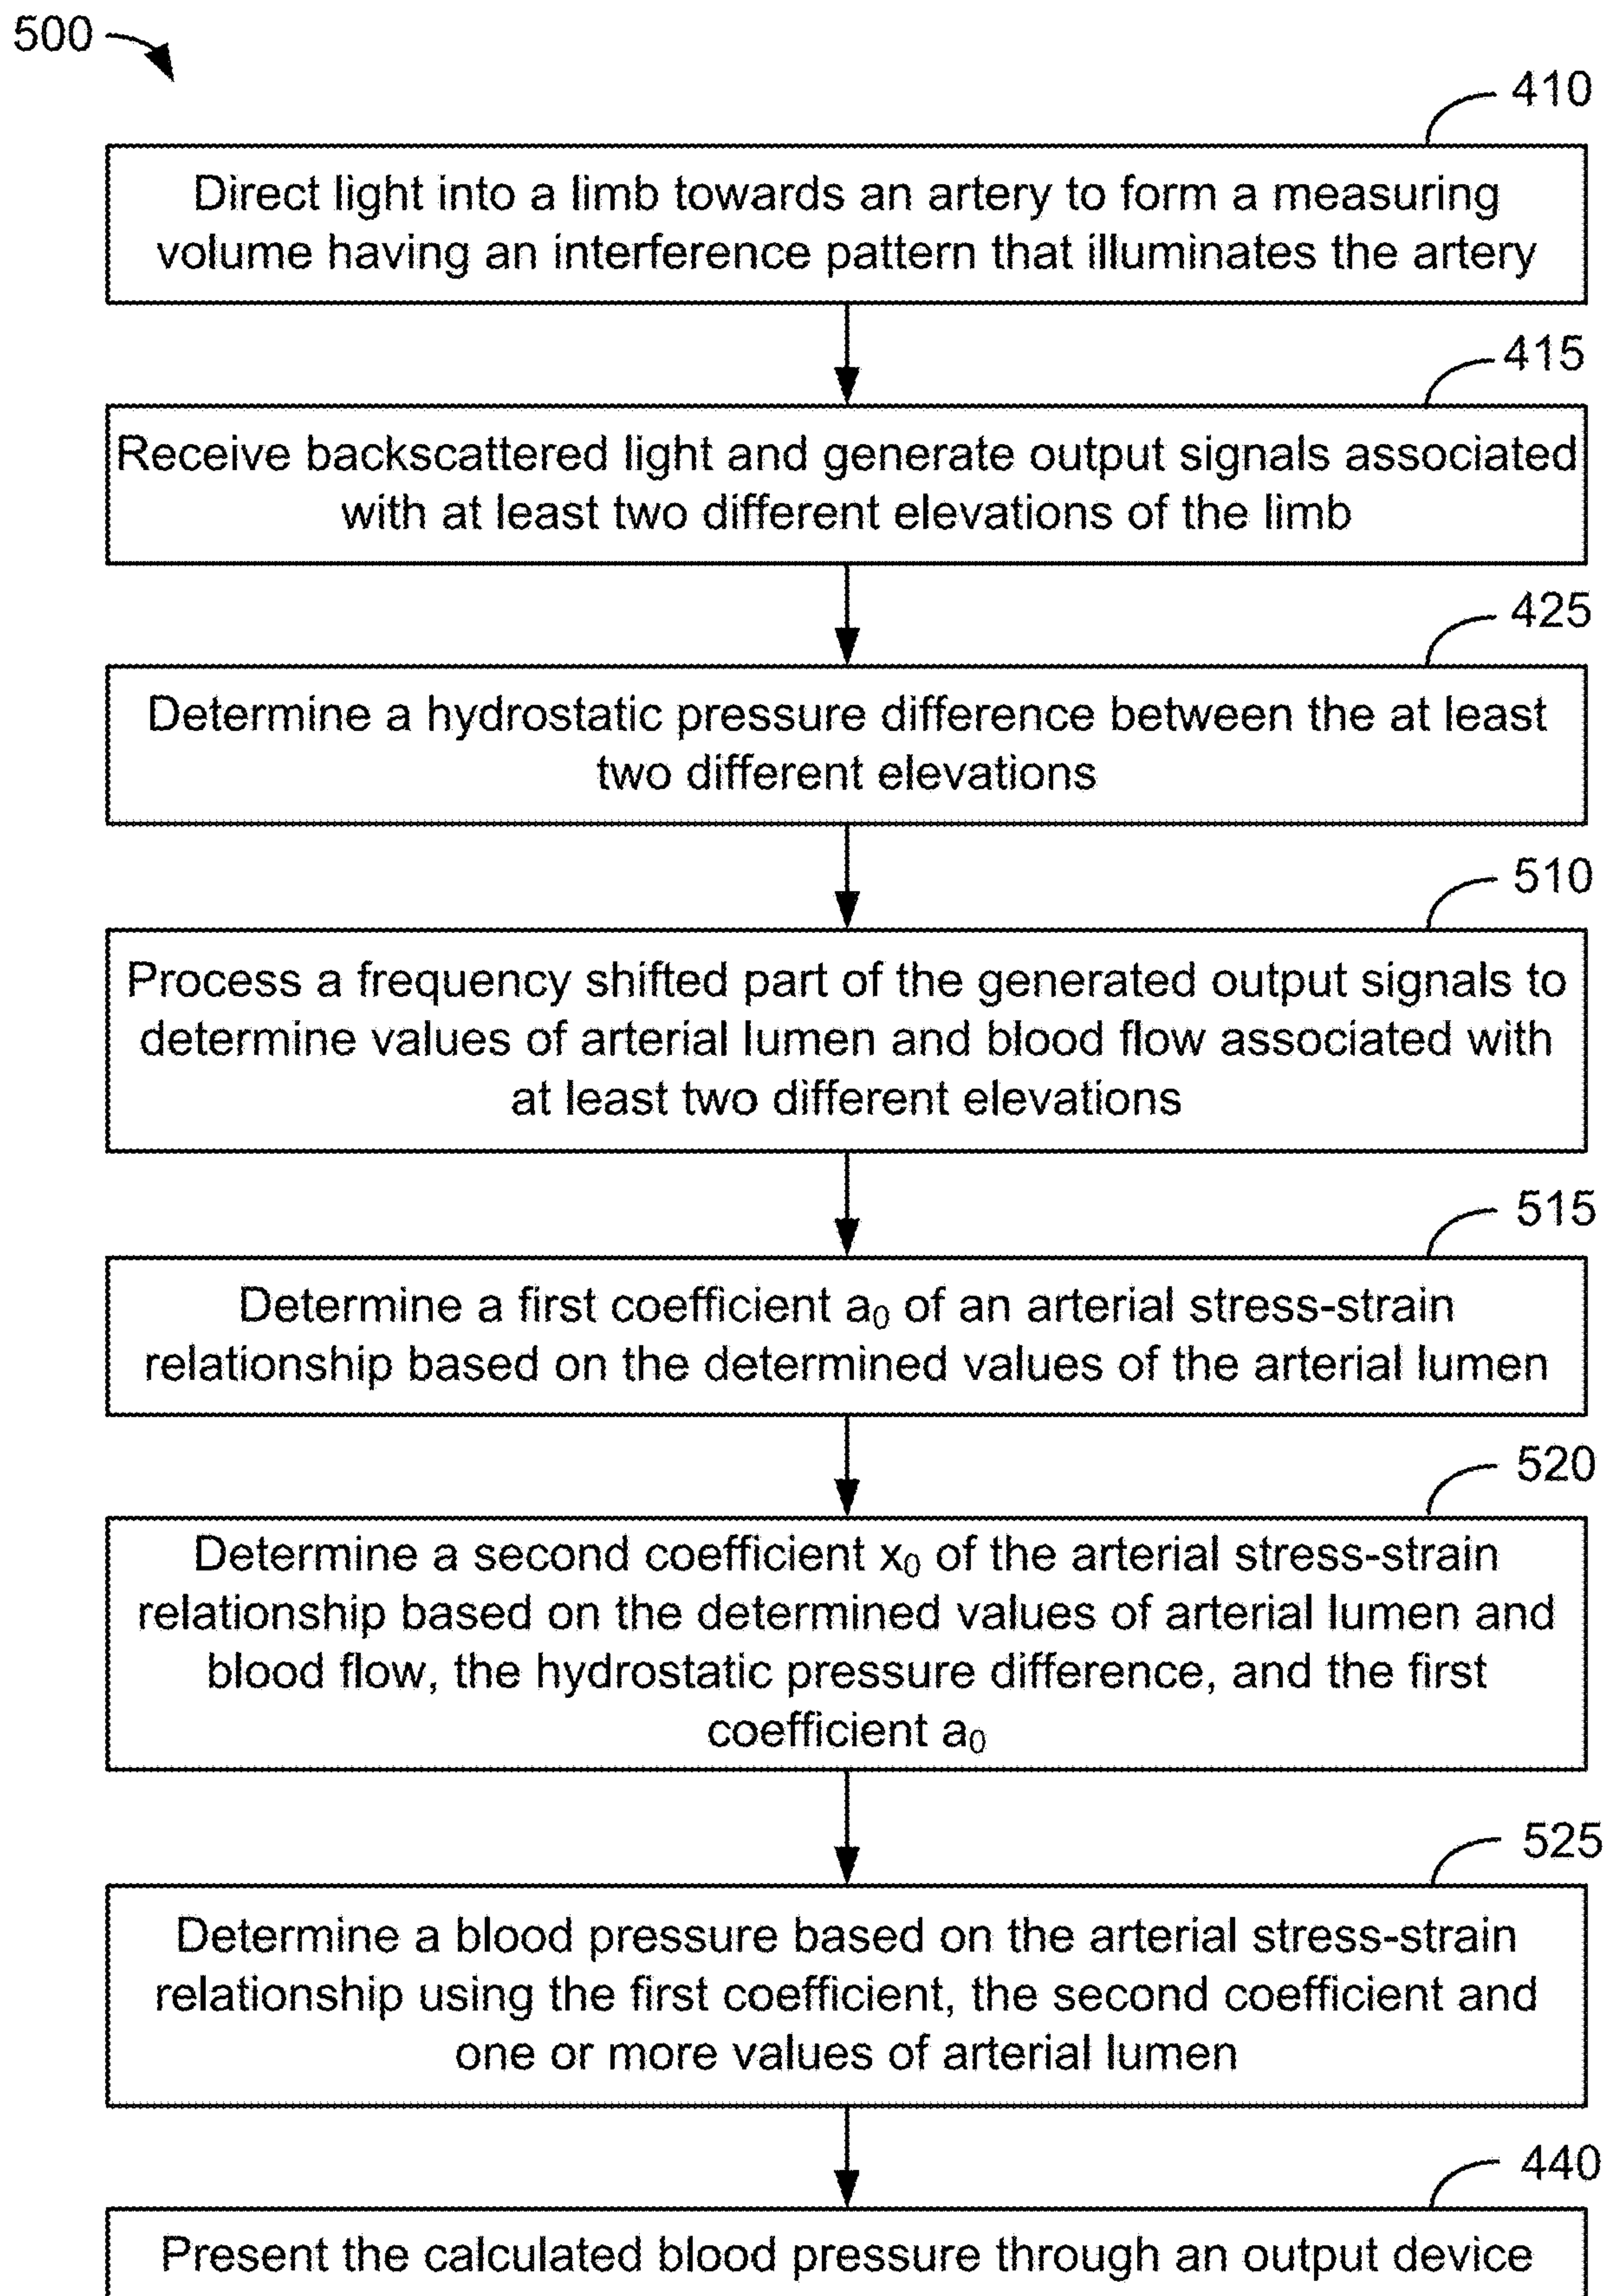 500
410
Direct light into a limb towards an artery to form a measuring
volume having an interference pattern that illuminates the artery
415
Receive backscattered light and generate output signals associated
with at least two different elevations of the limb
425
Determine a hydrostatic pressure difference between the at least
two different elevations
510
Process a frequency shifted part of the generated output signals to
determine values of arterial lumen and blood flow associated with
at least two different elevations
515
Determine a first coefficient a₀ of an arterial stress-strain
relationship based on the determined values of the arterial lumen
520
Determine a second coefficient x₀ of the arterial stress-strain
relationship based on the determined values of arterial lumen and
blood flow, the hydrostatic pressure difference, and the first
coefficient a₀
525
Determine a blood pressure based on the arterial stress-strain
relationship using the first coefficient, the second coefficient and
one or more values of arterial lumen
440
Present the calculated blood pressure through an output device